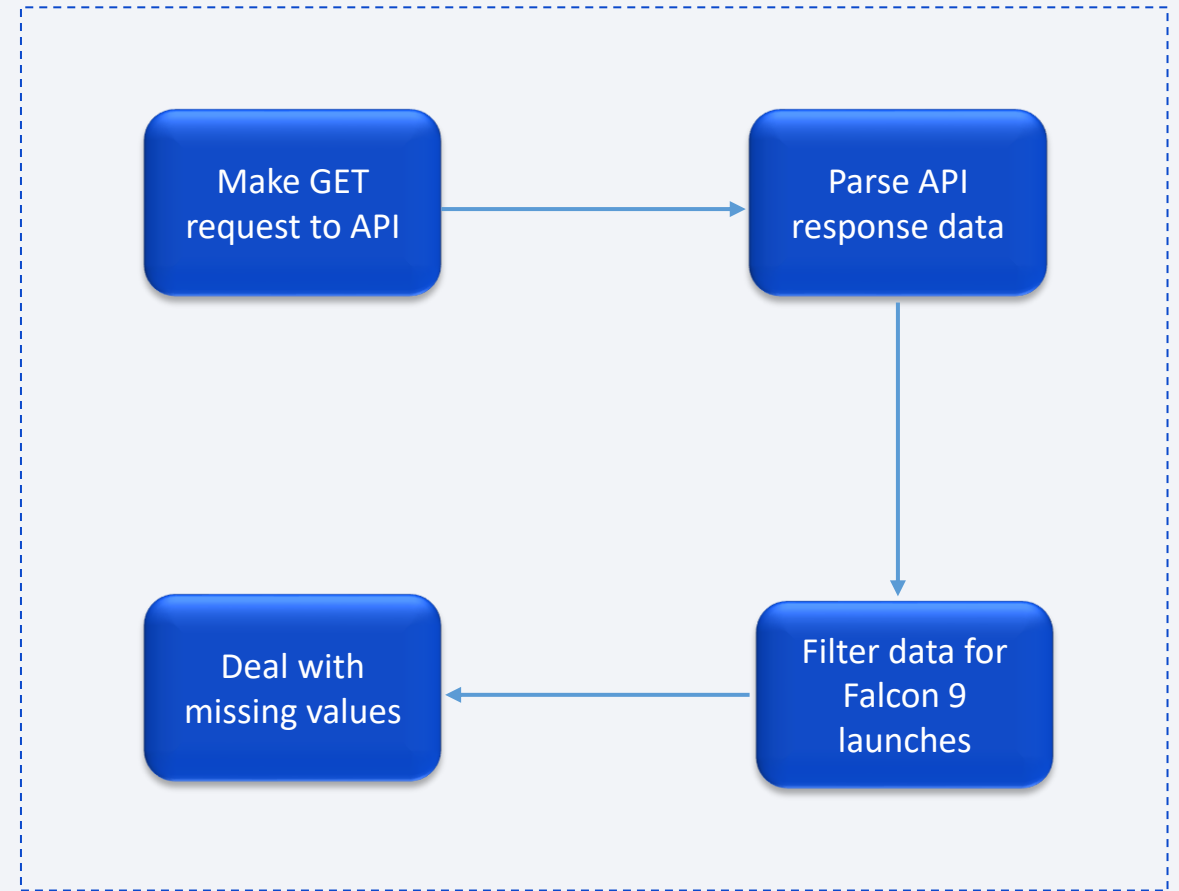 Make GET
request to API
Parse API
response data
Filter data for
Falcon 9
launches
Deal with
missing values